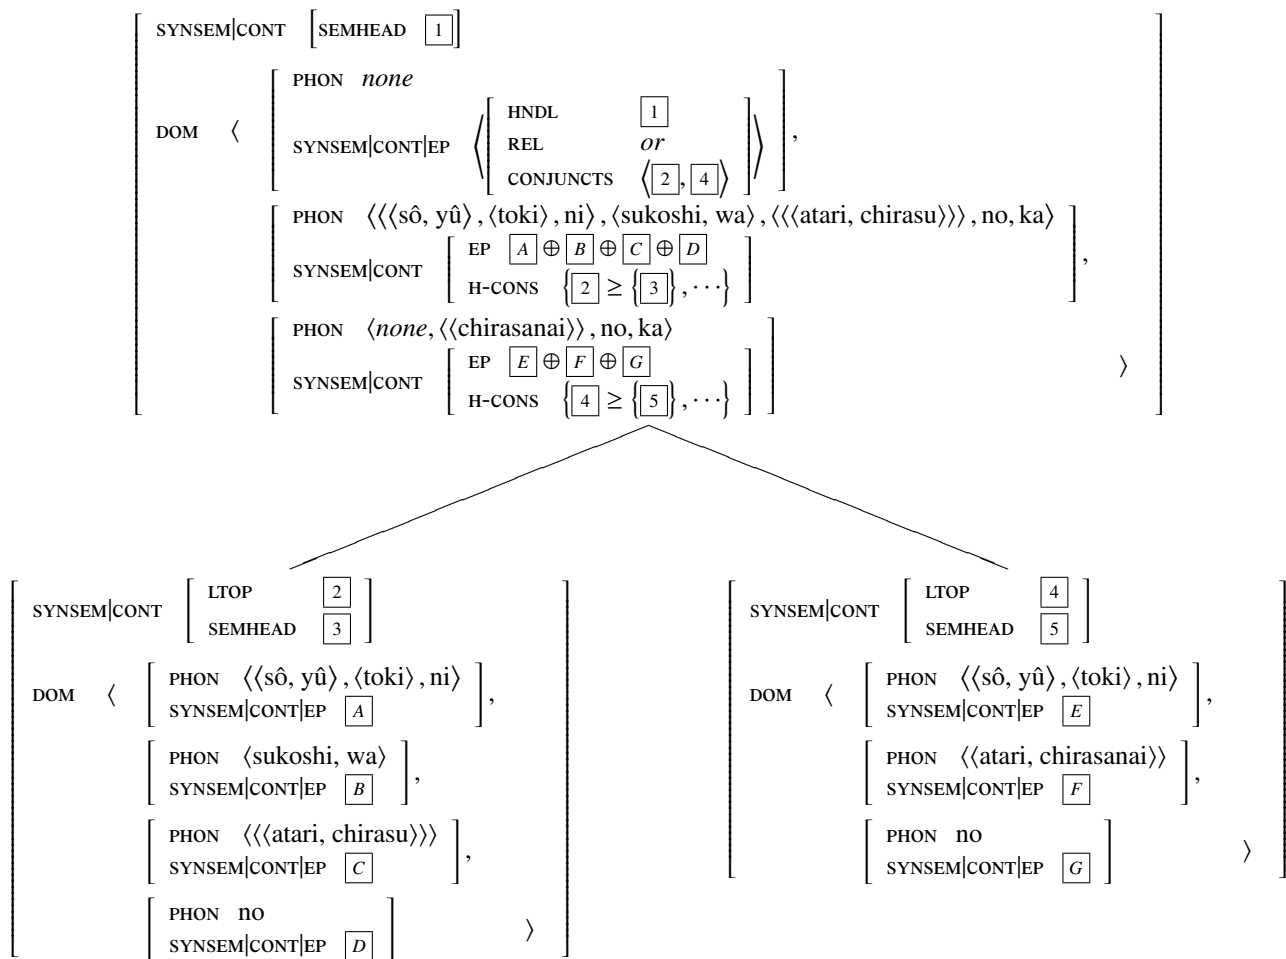 SYNSEM|CONT [SEMHEAD 1]
PHON none
DOM ⟨ SYNSEM|CONT|EP ⟨[HNDL 1
REL or
CONJUNCTS ⟨2, 4⟩]⟩,
PHON ⟨⟨⟨sô, yû⟩, ⟨toki⟩, ni⟩, ⟨sukoshi, wa⟩, ⟨⟨⟨atari, chirasu⟩⟩⟩, no, ka⟩
SYNSEM|CONT [EP A ⊕ B ⊕ C ⊕ D
H-CONS {2 ≥ {3}, ···}],
PHON ⟨none, ⟨⟨chirasanai⟩⟩, no, ka⟩
SYNSEM|CONT [EP E ⊕ F ⊕ G
H-CONS {4 ≥ {5}, ···}] ⟩
SYNSEM|CONT [LTOP 2
SEMHEAD 3]
DOM ⟨ [PHON ⟨⟨sô, yû⟩, ⟨toki⟩, ni⟩
SYNSEM|CONT|EP A],
[PHON ⟨sukoshi, wa⟩
SYNSEM|CONT|EP B],
[PHON ⟨⟨⟨atari, chirasu⟩⟩⟩
SYNSEM|CONT|EP C],
[PHON no
SYNSEM|CONT|EP D] ⟩
SYNSEM|CONT [LTOP 4
SEMHEAD 5]
DOM ⟨ [PHON ⟨⟨sô, yû⟩, ⟨toki⟩, ni⟩
SYNSEM|CONT|EP E],
[PHON ⟨⟨atari, chirasanai⟩⟩
SYNSEM|CONT|EP F],
[PHON no
SYNSEM|CONT|EP G] ⟩